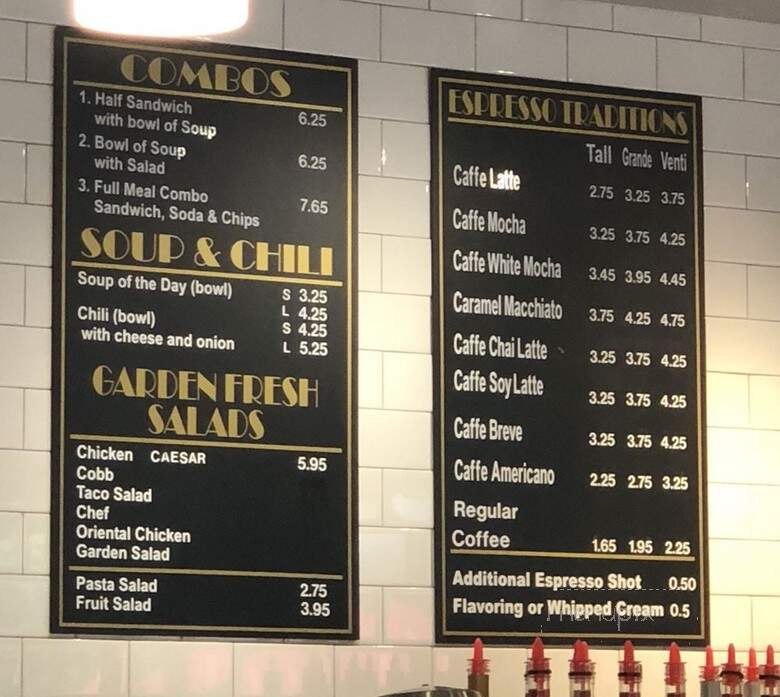 COMBOS
1. Half Sandwich
with bowl of Soup 6.25
2. Bowl of Soup
with Salad 6.25
3. Full Meal Combo
Sandwich, Soda & Chips 7.65
SOUP & CHILI
Soup of the Day (bowl) S 3.25
L 4.25
Chili (bowl) S 4.25
with cheese and onion L 5.25
GARDEN FRESH
SALADS
Chicken CAESAR 5.95
Cobb
Taco Salad
Chef
Oriental Chicken
Garden Salad
Pasta Salad 2.75
Fruit Salad 3.95
ESPRESSO TRADITIONS
Tall Grande Venti
Caffe Latte 2.75 3.25 3.75
Caffe Mocha 3.25 3.75 4.25
Caffe White Mocha 3.45 3.95 4.45
Caramel Macchiato 3.75 4.25 4.75
Caffe Chai Latte 3.25 3.75 4.25
Caffe Soy Latte 3.25 3.75 4.25
Caffe Breve 3.25 3.75 4.25
Caffe Americano 2.25 2.75 3.25
Regular
Coffee 1.65 1.95 2.25
Additional Espresso Shot 0.50
Flavoring or Whipped Cream 0.5